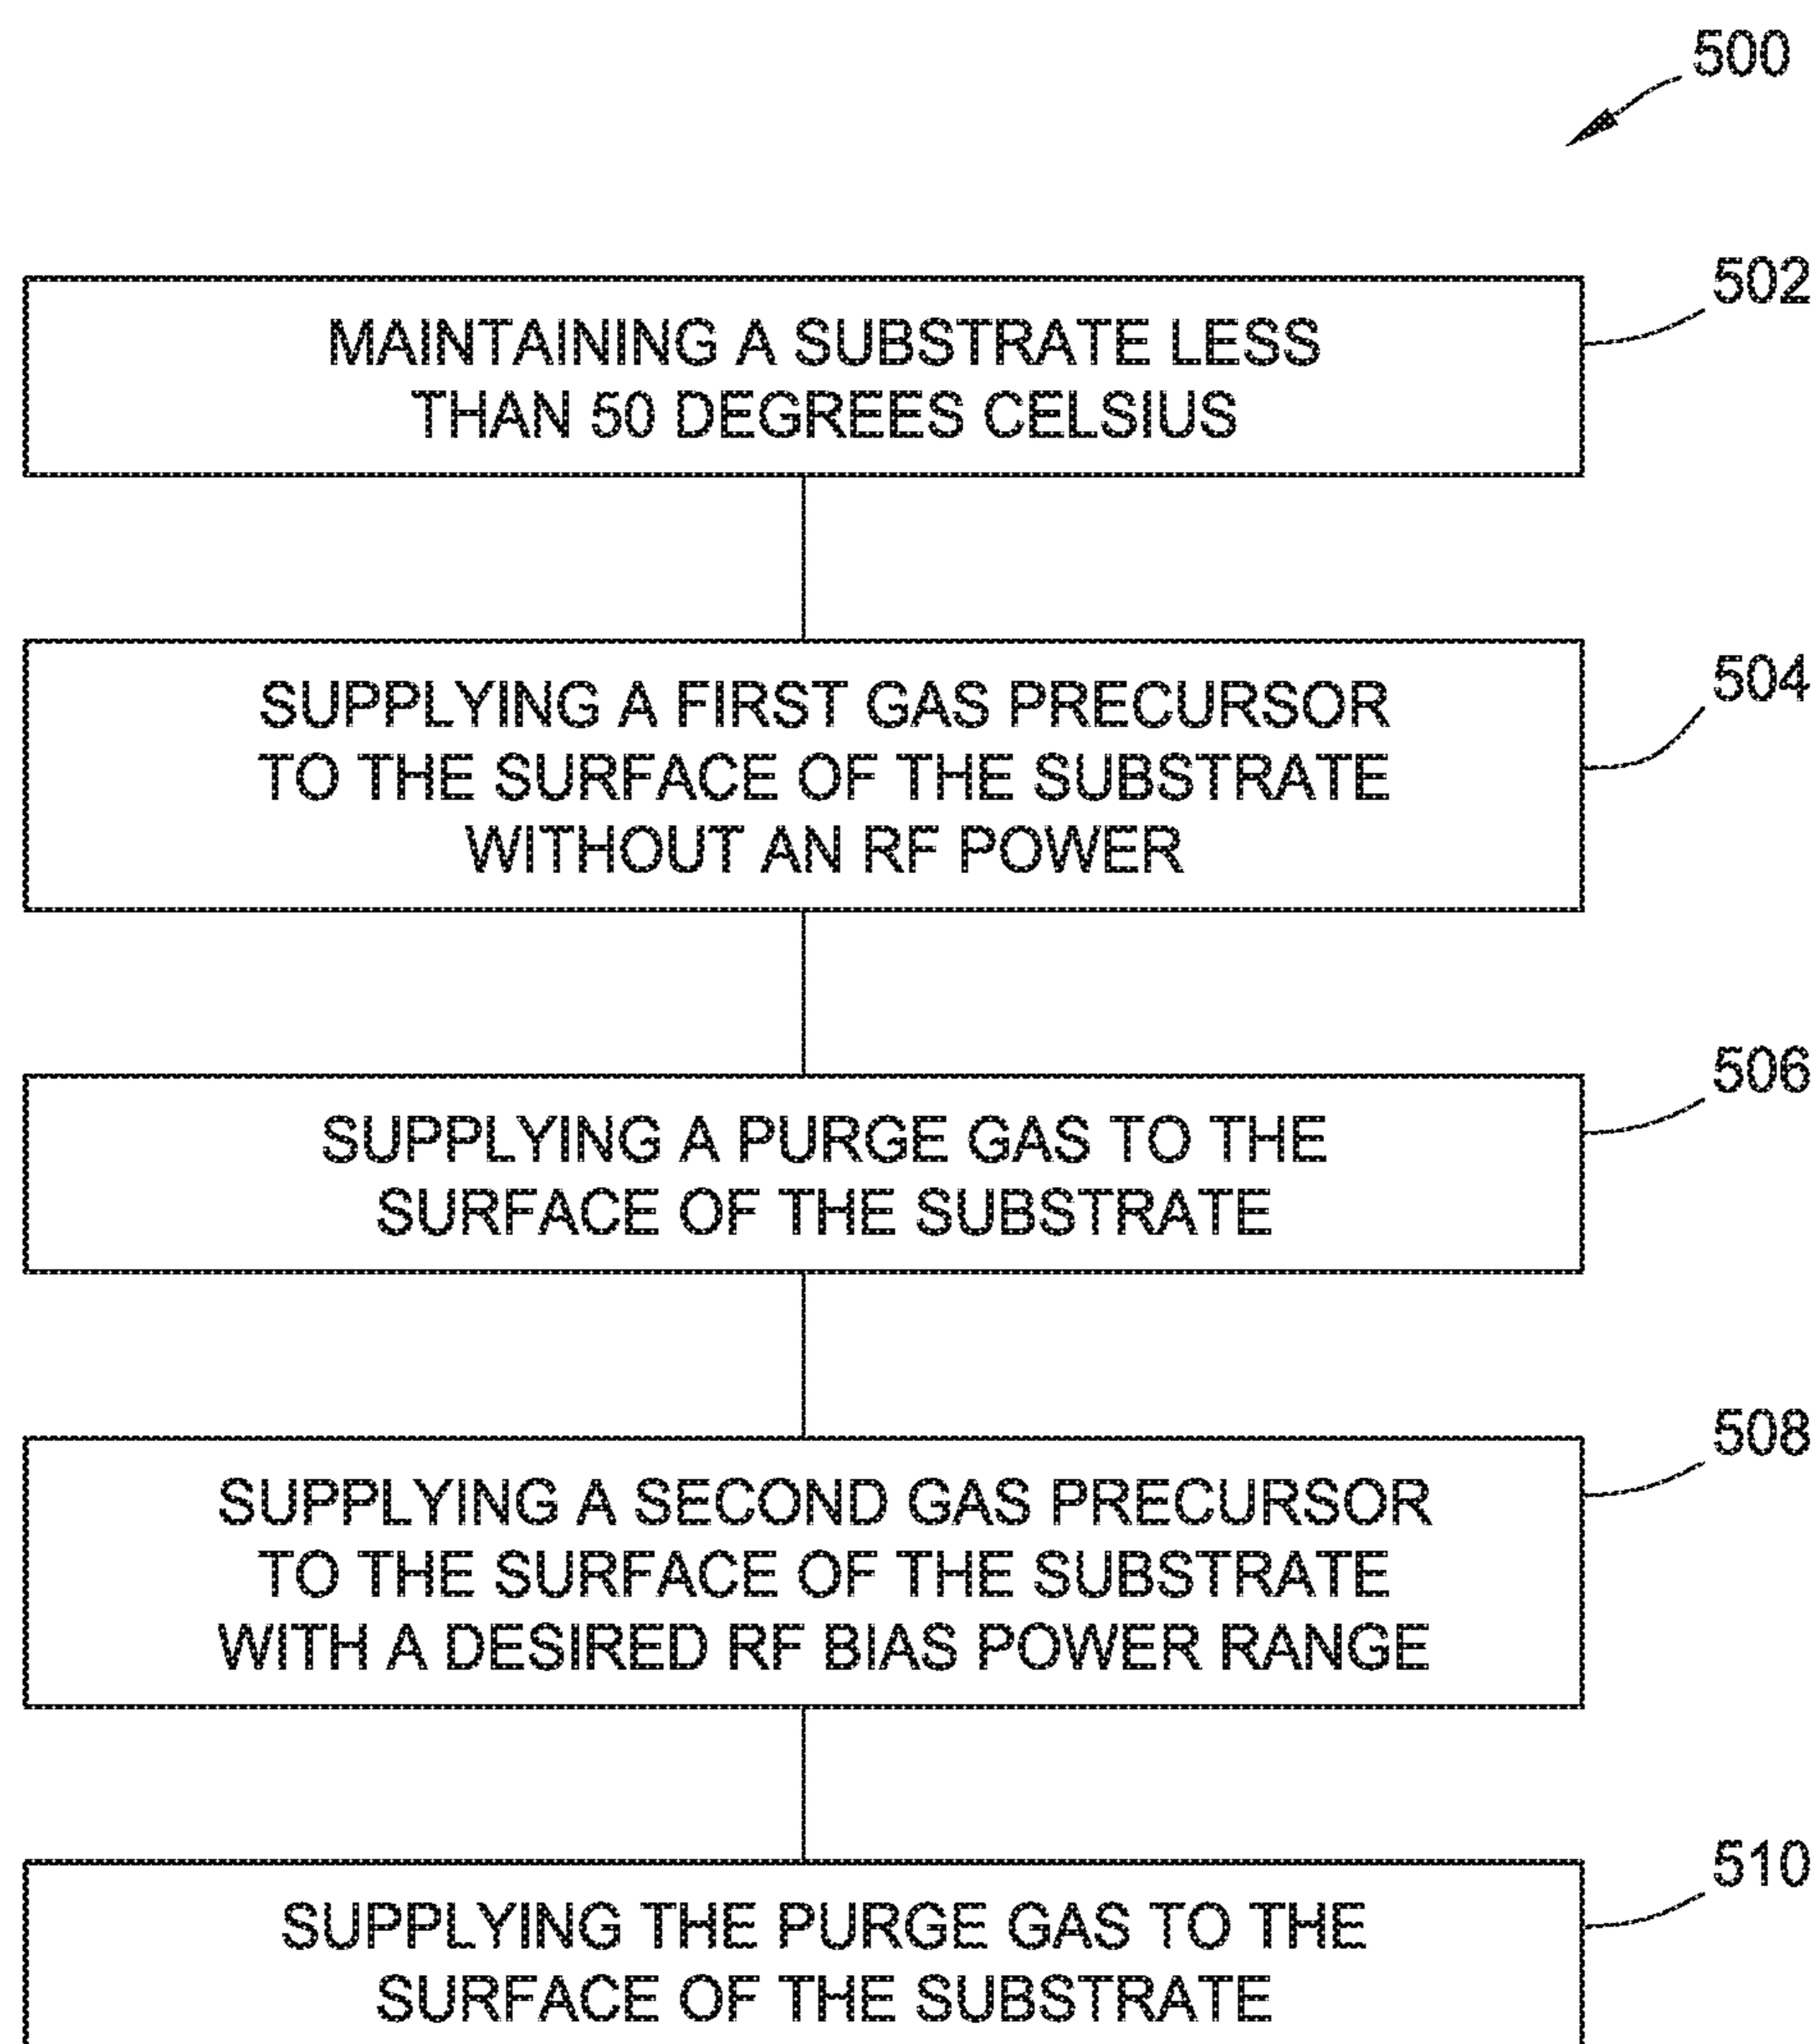 500
502
MAINTAINING A SUBSTRATE LESS
THAN 50 DEGREES CELSIUS
504
SUPPLYING A FIRST GAS PRECURSOR
TO THE SURFACE OF THE SUBSTRATE
WITHOUT AN RF POWER
506
SUPPLYING A PURGE GAS TO THE
SURFACE OF THE SUBSTRATE
508
SUPPLYING A SECOND GAS PRECURSOR
TO THE SURFACE OF THE SUBSTRATE
WITH A DESIRED RF BIAS POWER RANGE
510
SUPPLYING THE PURGE GAS TO THE
SURFACE OF THE SUBSTRATE